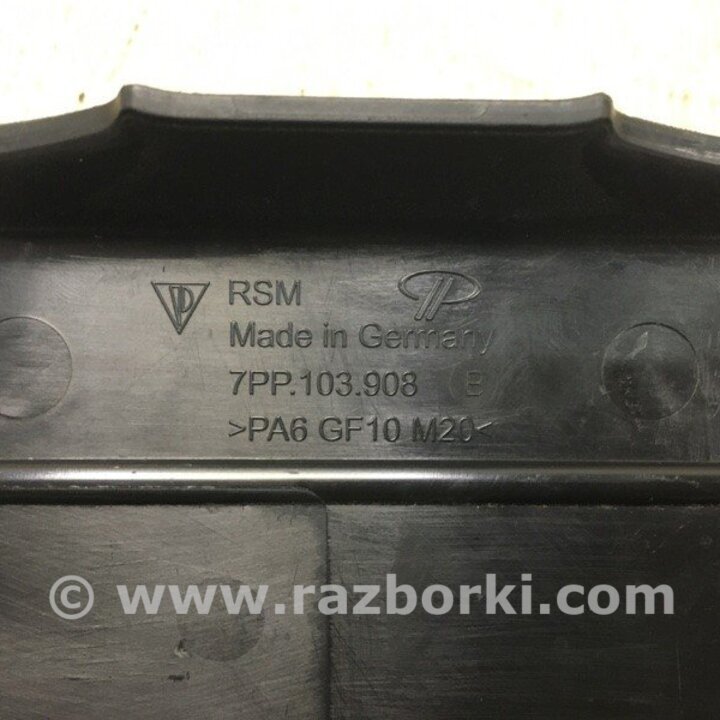 RSM
Made in Germany
7PP.103.908 B
>PA6 GF10 M20<
© www.razborki.com